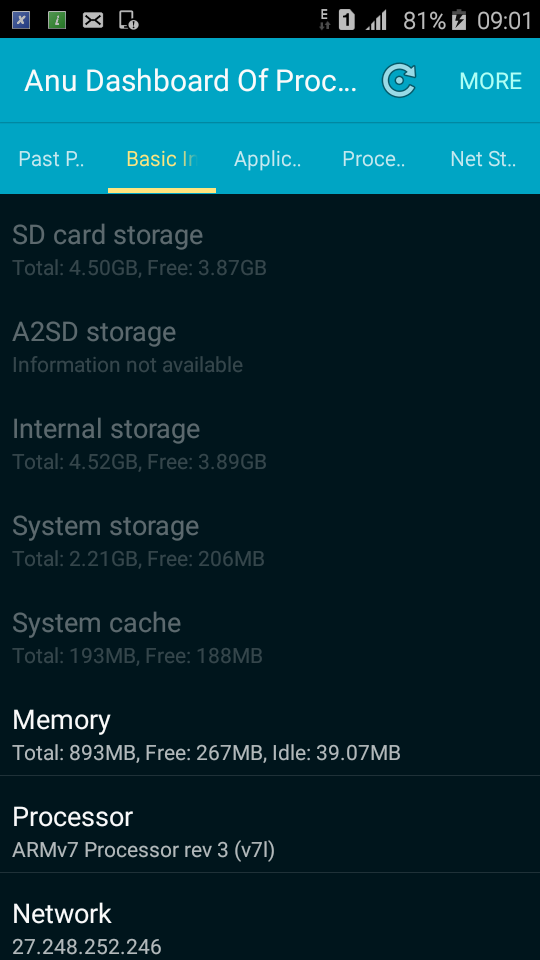 E 1 81% 09:01
Anu Dashboard Of Proc... MORE
Past P.. Basic In Applic.. Proce.. Net St..
SD card storage
Total: 4.50GB, Free: 3.87GB
A2SD storage
Information not available
Internal storage
Total: 4.52GB, Free: 3.89GB
System storage
Total: 2.21GB, Free: 206MB
System cache
Total: 193MB, Free: 188MB
Memory
Total: 893MB, Free: 267MB, Idle: 39.07MB
Processor
ARMv7 Processor rev 3 (v7l)
Network
27.248.252.246